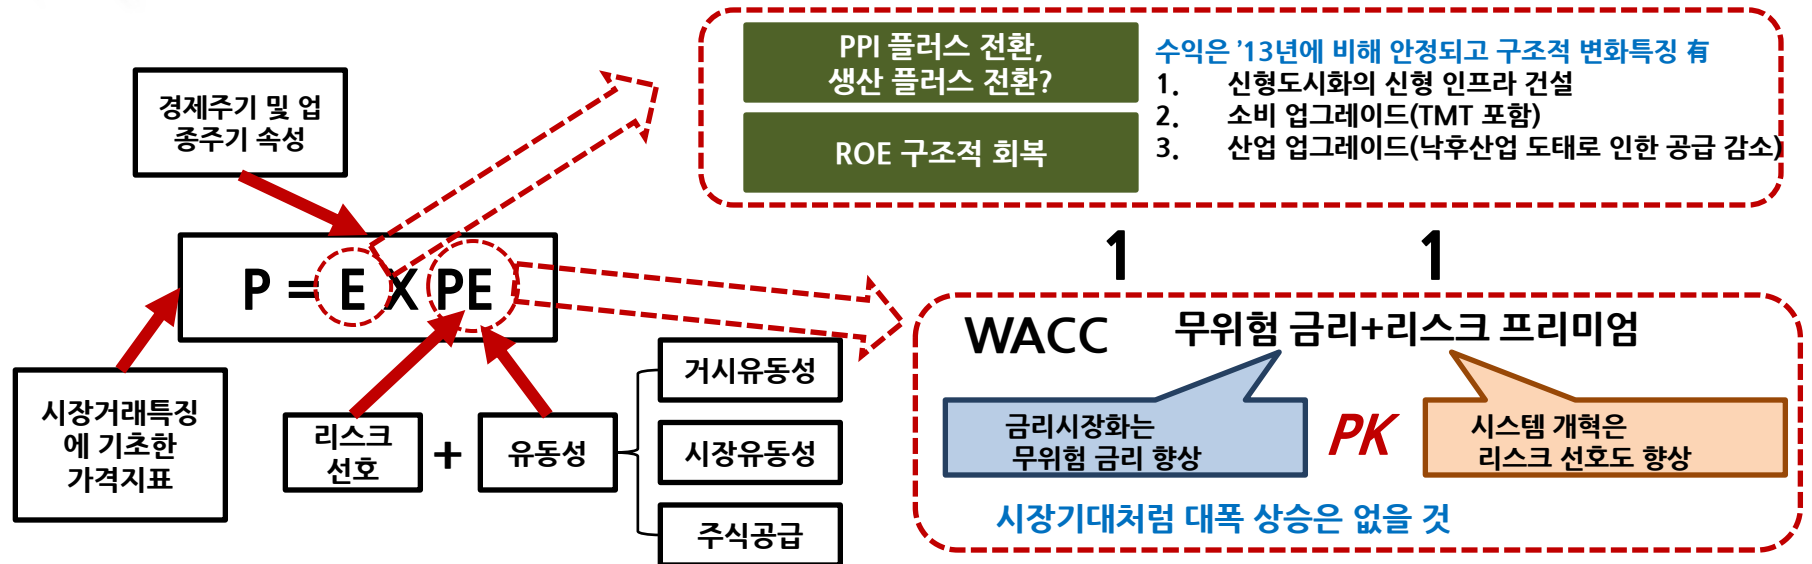 PPI 플러스 전환,
생산 플러스 전환?
ROE 구조적 회복
수익은 ’13년에 비해 안정되고 구조적 변화특징 有
1. 신형도시화의 신형 인프라 건설
2. 소비 업그레이드(TMT 포함)
3. 산업 업그레이드(낙후산업 도태로 인한 공급 감소)
경제주기 및 업
종주기 속성
P = E X PE
시장거래특징
에 기초한
가격지표
리스크
선호
+
유동성
거시유동성
시장유동성
주식공급
1
1
WACC
무위험 금리+리스크 프리미엄
금리시장화는
무위험 금리 향상
PK
시스템 개혁은
리스크 선호도 향상
시장기대처럼 대폭 상승은 없을 것